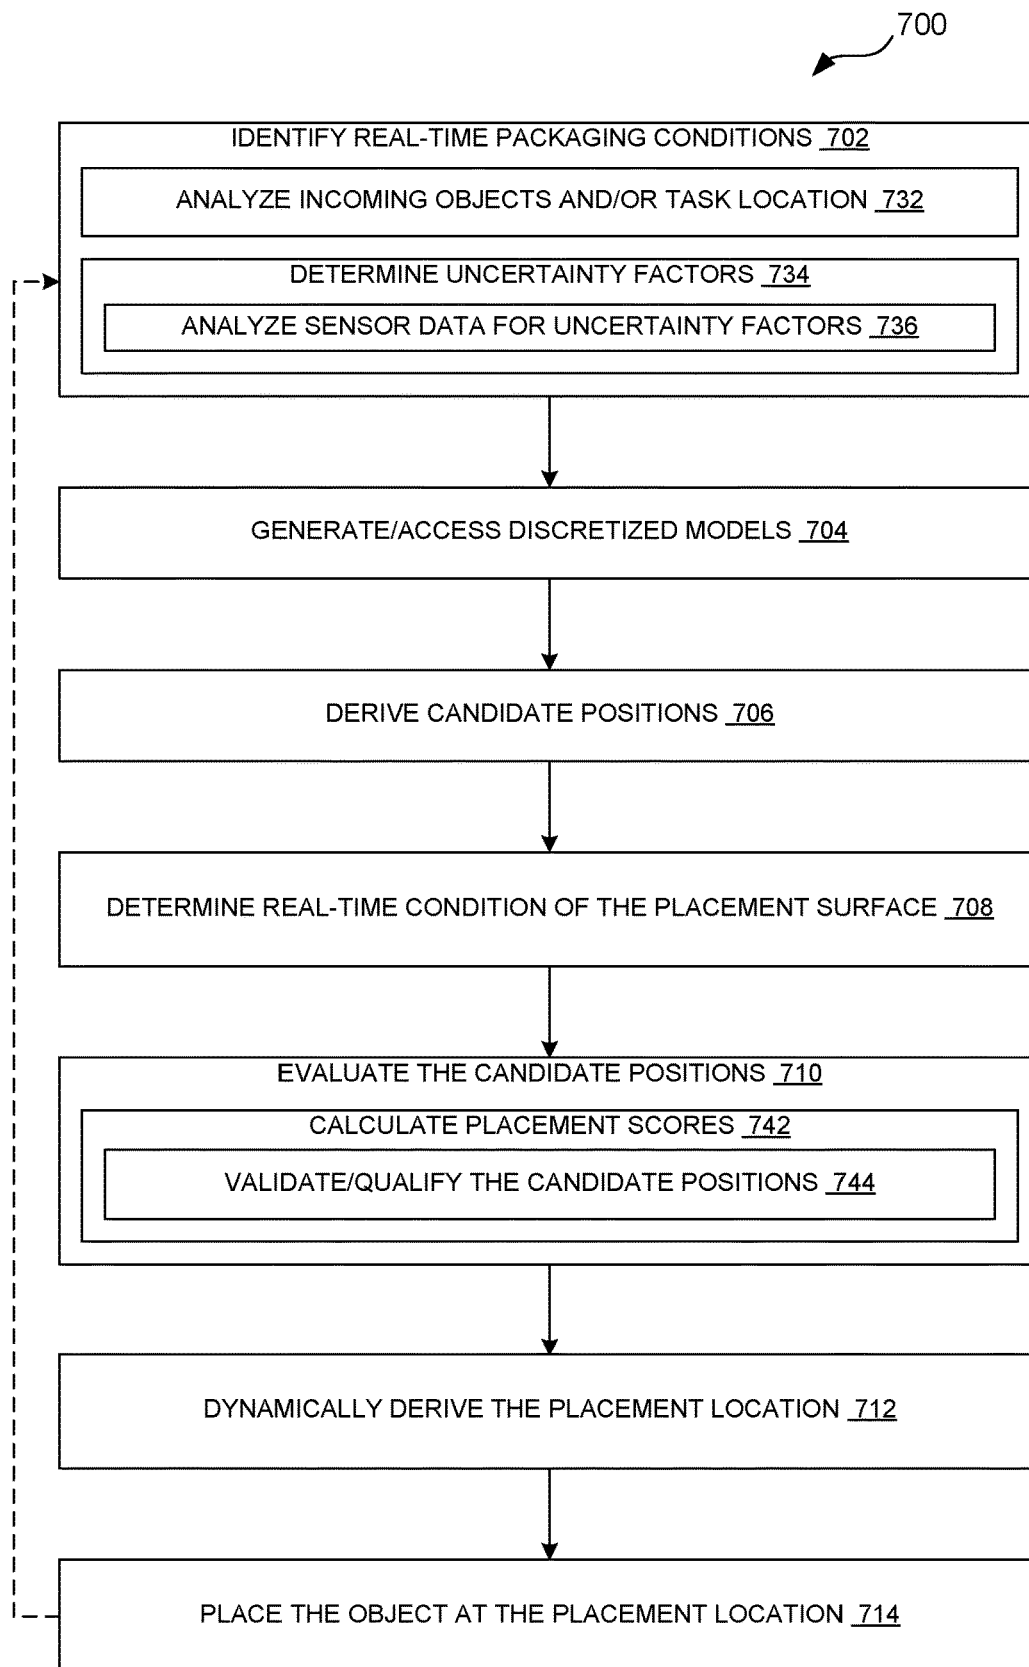 700
IDENTIFY REAL-TIME PACKAGING CONDITIONS 702
ANALYZE INCOMING OBJECTS AND/OR TASK LOCATION 732
DETERMINE UNCERTAINTY FACTORS 734
ANALYZE SENSOR DATA FOR UNCERTAINTY FACTORS 736
GENERATE/ACCESS DISCRETIZED MODELS 704
DERIVE CANDIDATE POSITIONS 706
DETERMINE REAL-TIME CONDITION OF THE PLACEMENT SURFACE 708
EVALUATE THE CANDIDATE POSITIONS 710
CALCULATE PLACEMENT SCORES 742
VALIDATE/QUALIFY THE CANDIDATE POSITIONS 744
DYNAMICALLY DERIVE THE PLACEMENT LOCATION 712
PLACE THE OBJECT AT THE PLACEMENT LOCATION 714